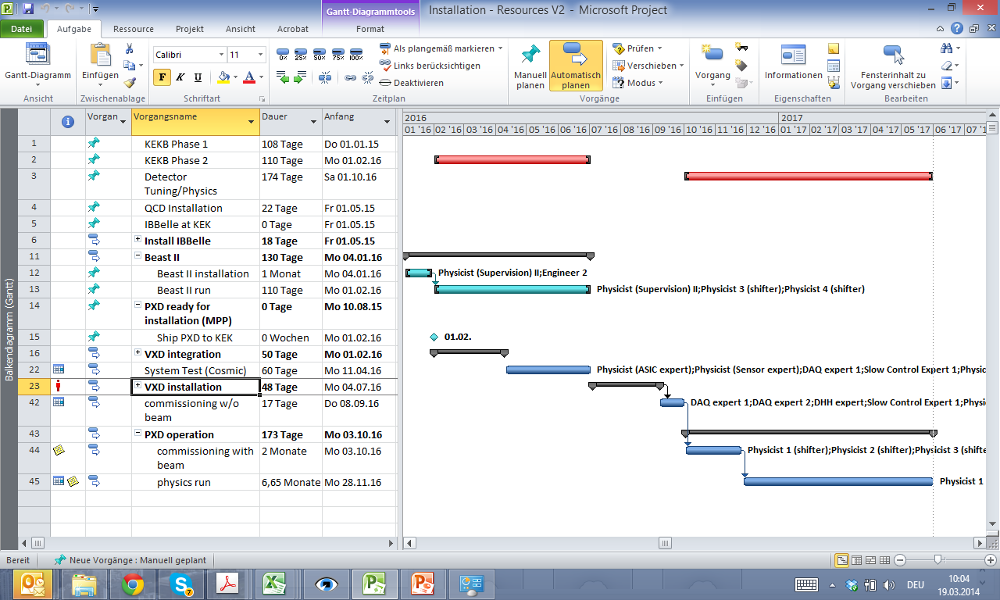 Gantt-Diagrammtools
Installation - Resources V2 - Microsoft Project
Datei Aufgabe Ressource Projekt Ansicht Acrobat Format
Gantt-Diagramm
Ansicht
Einfügen
Zwischenablage
Calibri 11
F K U
Schriftart
0% 25% 50% 75% 100%
Als plangemäß markieren
Links berücksichtigen
Deaktivieren
Zeitplan
Manuell planen
Automatisch planen
Prüfen
Verschieben
Modus
Vorgänge
Vorgang
Einfügen
Informationen
Eigenschaften
Fensterinhalt zu
Vorgang verschieben
Bearbeiten
Vorgan Vorgangsname Dauer Anfang
2016 2017
01 '16 02 '16 03 '16 04 '16 05 '16 06 '16 07 '16 08 '16 09 '16 10 '16 11 '16 12 '16 01 '17 02 '17 03 '17 04 '17 05 '17 06 '17 07 '1
Balkendiagramm (Gantt)
1 KEKB Phase 1 108 Tage Do 01.01.15
2 KEKB Phase 2 110 Tage Mo 01.02.16
3 Detector 174 Tage Sa 01.10.16
Tuning/Physics
4 QCD Installation 22 Tage Fr 01.05.15
5 IBBelle at KEK 0 Tage Fr 01.05.15
6 Install IBBelle 18 Tage Fr 01.05.15
11 Beast II 130 Tage Mo 04.01.16
12 Beast II installation 1 Monat Mo 04.01.16 Physicist (Supervision) II;Engineer 2
13 Beast II run 110 Tage Mo 01.02.16 Physicist (Supervision) II;Physicist 3 (shifter);Physicist 4 (shifter)
14 PXD ready for 0 Tage Mo 10.08.15
installation (MPP)
15 Ship PXD to KEK 0 Wochen Mo 01.02.16 01.02.
16 VXD integration 50 Tage Mo 01.02.16
22 System Test (Cosmic) 60 Tage Mo 11.04.16 Physicist (ASIC expert);Physicist (Sensor expert);DAQ expert 1;Slow Control Expert 1;Physic
23 VXD installation 48 Tage Mo 04.07.16
42 commissioning w/o 17 Tage Do 08.09.16 DAQ expert 1;DAQ expert 2;DHH expert;Slow Control Expert 1;Physi
beam
43 PXD operation 173 Tage Mo 03.10.16
44 commissioning with 2 Monate Mo 03.10.16 Physicist 1 (shifter);Physicist 2 (shifter);Physicist 3 (shifte
beam
45 physics run 6,65 Monate Mo 28.11.16 Physicist 1
Bereit Neue Vorgänge : Manuell geplant
7
DEU 10:04
19.03.2014